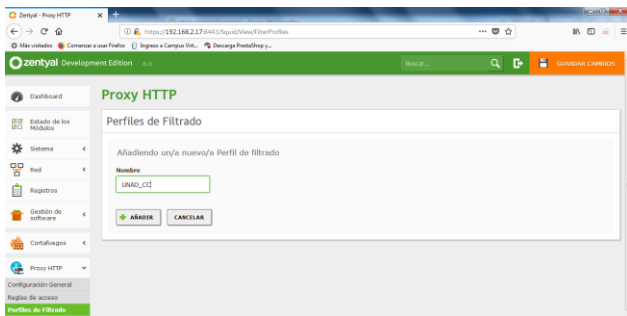 Zentyal - Proxy HTTP
https://192.168.2.17:8443/Squid/View/FilterProfiles
Más visitados Comenzar a usar Firefox Ingreso a Campus Virt... Descarga PrestaShop y...
zentyal Development Edition 6.0
Buscar...
GUARDAR CAMBIOS
Dashboard
Estado de los Módulos
Sistema
Red
Registros
Gestión de software
Cortafuegos
Proxy HTTP
Configuración General
Reglas de acceso
Perfiles de Filtrado
Proxy HTTP
Perfiles de Filtrado
Añadiendo un/a nuevo/a Perfil de filtrado
Nombre
UNAD_CC
AÑADIR CANCELAR